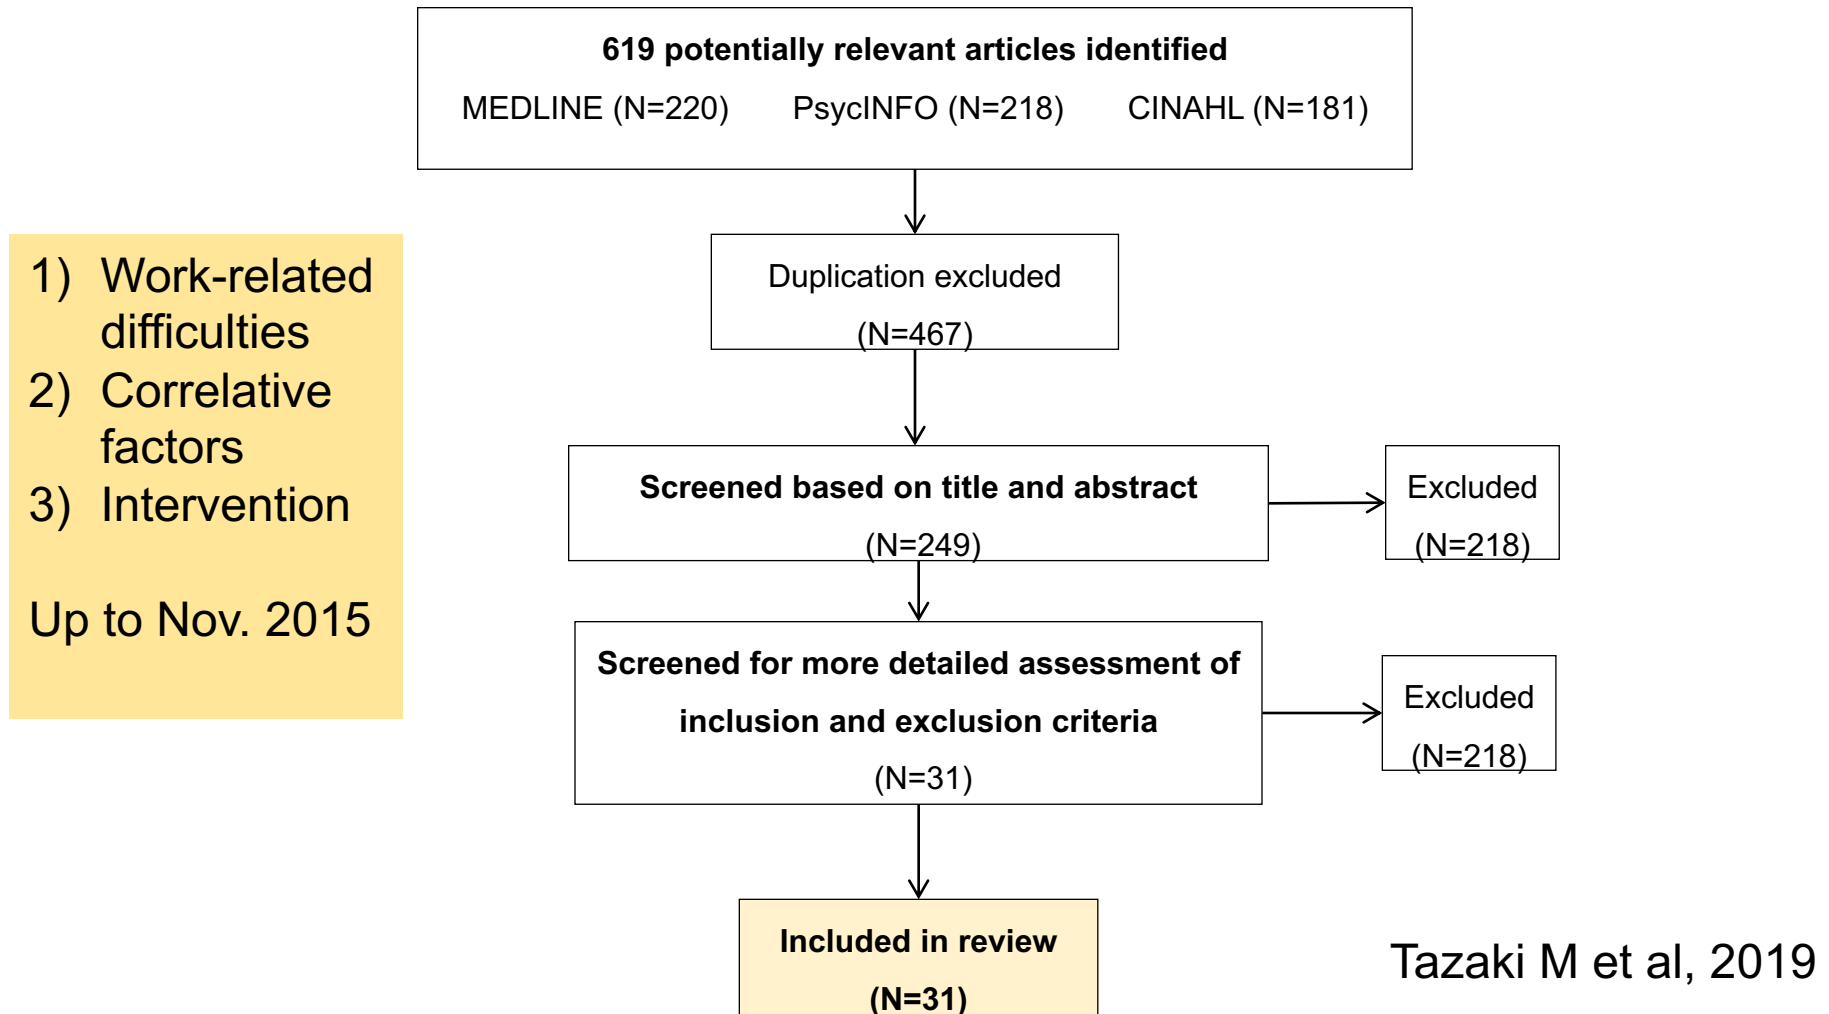 619 potentially relevant articles identified
MEDLINE (N=220) PsycINFO (N=218) CINAHL (N=181)
Duplication excluded
(N=467)
1) Work-related
difficulties
2) Correlative
factors
3) Intervention
Up to Nov. 2015
Screened based on title and abstract
(N=249)
Excluded
(N=218)
Screened for more detailed assessment of
inclusion and exclusion criteria
(N=31)
Excluded
(N=218)
Included in review
(N=31)
Tazaki M et al, 2019